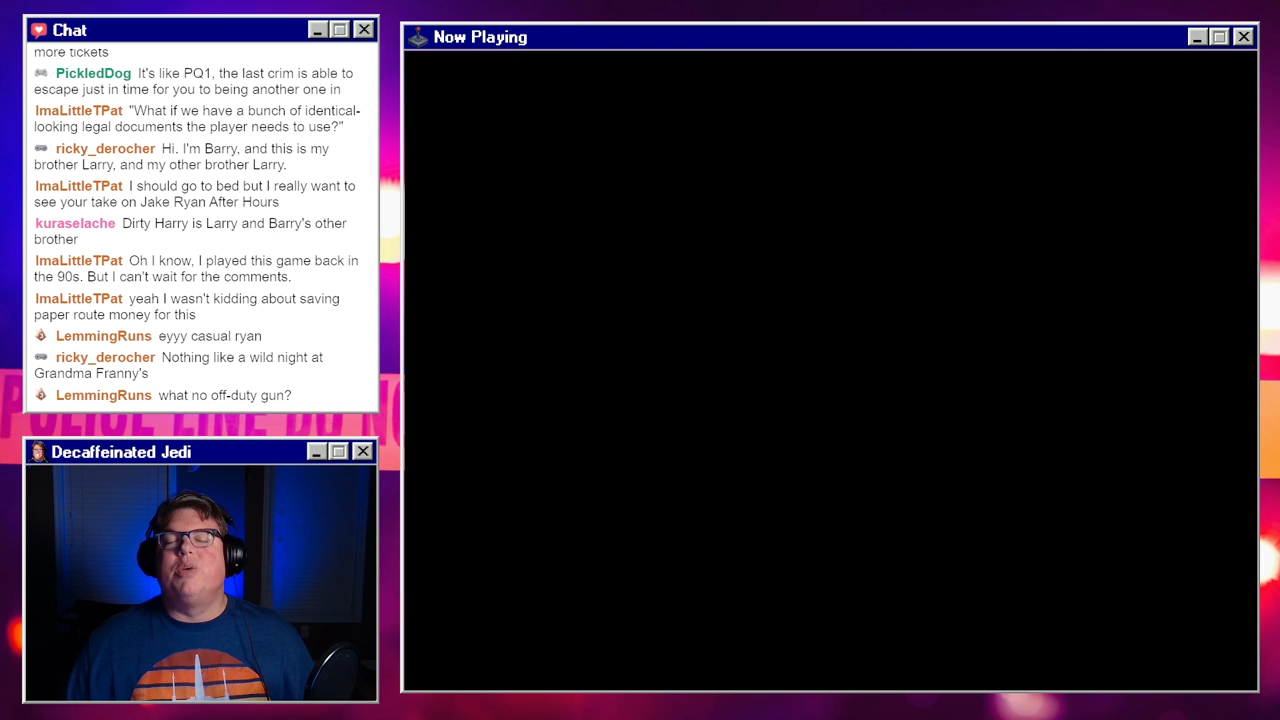 Chat
more tickets
PickledDog It's like PQ1, the last crim is able to
escape just in time for you to being another one in
ImaLittleTPat "What if we have a bunch of identical-
looking legal documents the player needs to use?"
ricky_derocher Hi. I'm Barry, and this is my
brother Larry, and my other brother Larry.
ImaLittleTPat I should go to bed but I really want to
see your take on Jake Ryan After Hours
kuraselache Dirty Harry is Larry and Barry's other
brother
ImaLittleTPat Oh I know, I played this game back in
the 90s. But I can't wait for the comments.
ImaLittleTPat yeah I wasn't kidding about saving
paper route money for this
LemmingRuns eyyy casual ryan
ricky_derocher Nothing like a wild night at
Grandma Franny's
LemmingRuns what no off-duty gun?
POLICE LINE DO NO
Decaffeinated Jedi
Now Playing